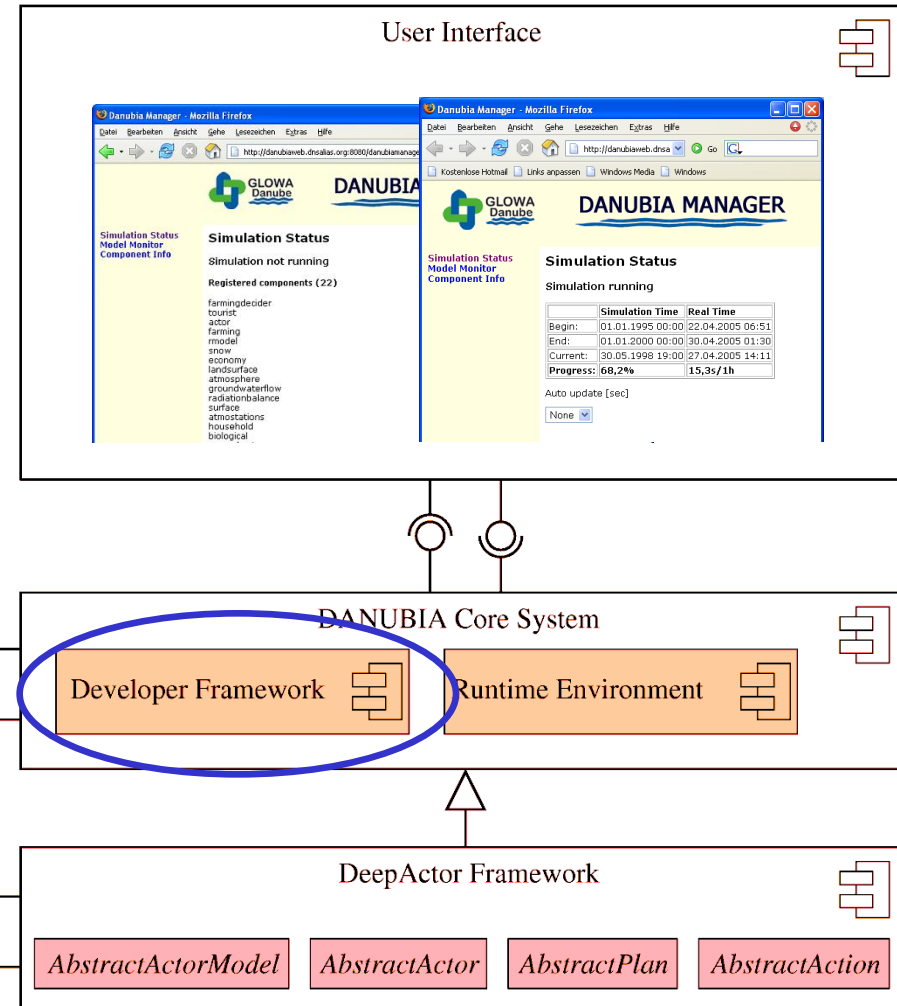 User Interface
Danubia Manager - Mo
Datei Bearbeiten Ansicht Gehe Lesezeichen Extras Hilfe
http://danubiaweb.dnsalias.org:8080/danubiamanage
GLOWA
Danube
DANUBIA
Simulation Status
Model Monitor
Component Info
Simulation Status
Simulation not running
Registered components (22)
farmingdecider
tourist
actor
farming
rmodel
snow
economy
landsurface
atmosphere
groundwaterflow
radiationbalance
surface
atmostations
household
biological
Danubia Manager - Mozilla Firefox
Datei Bearbeiten Ansicht Gehe Lesezeichen Extras Hilfe
http://danubiaweb.dnsa Go
Kostenlose Hotmail Links anpassen Windows Media Windows
GLOWA
Danube
DANUBIA MANAGER
Simulation Status
Model Monitor
Component Info
Simulation Status
Simulation running
Simulation Time Real Time
Begin: 01.01.1995 00:00 22.04.2005 06:51
End: 01.01.2000 00:00 30.04.2005 01:30
Current: 30.05.1998 19:00 27.04.2005 14:11
Progress: 68,2% 15,3s/1h
Auto update [sec]
None
DANUBIA Core System
Developer Framework
Runtime Environment
DeepActor Framework
AbstractActorModel AbstractActor AbstractPlan AbstractAction